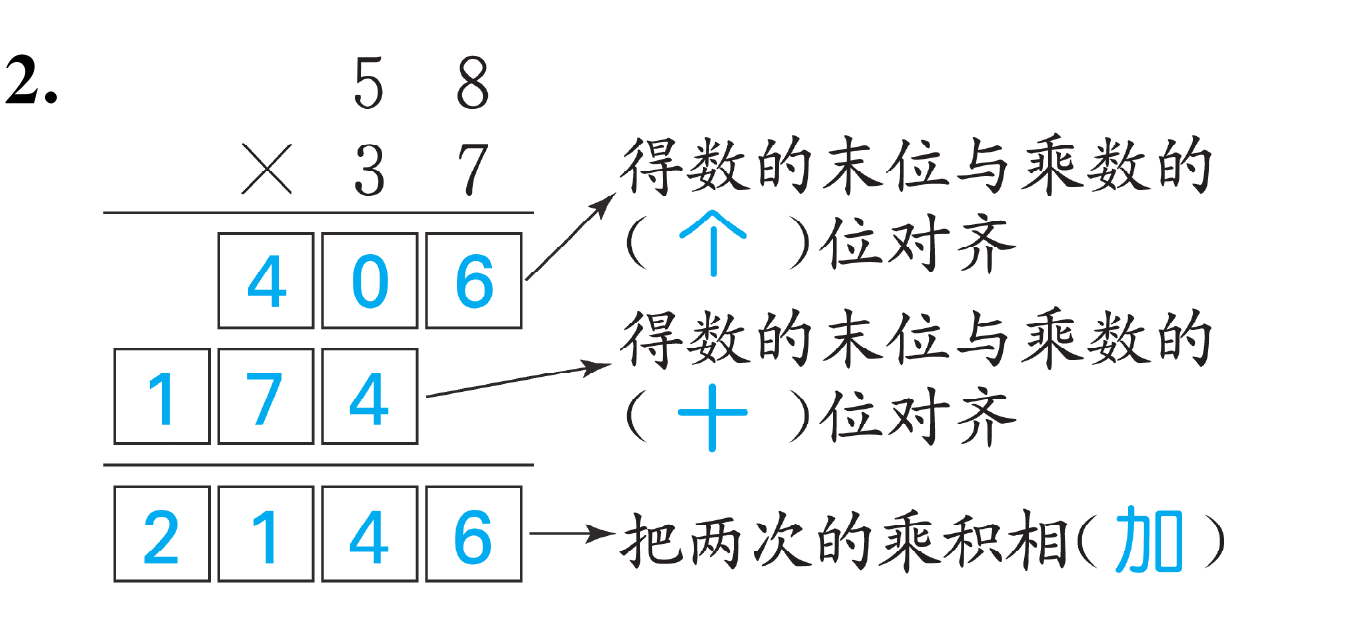 2.
5 8
× 3 7
得数的末位与乘数的
( 个 )位对齐
4 0 6
得数的末位与乘数的
1 7 4
( 十 )位对齐
2 1 4 6
把两次的乘积相( 加 )